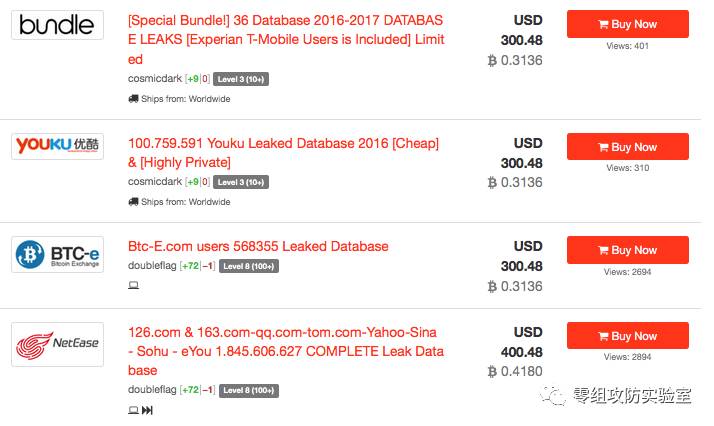 bundle
[Special Bundle!] 36 Database 2016-2017 DATABAS
E LEAKS [Experian T-Mobile Users is Included] Limit
ed
cosmicdark [+9|0] Level 3 (10+)
Ships from: Worldwide
USD
300.48
฿ 0.3136
Buy Now
Views: 401
YOUKU 优酷
100.759.591 Youku Leaked Database 2016 [Cheap]
& [Highly Private]
cosmicdark [+9|0] Level 3 (10+)
Ships from: Worldwide
USD
300.48
฿ 0.3136
Buy Now
Views: 310
BTC-e
Bitcoin Exchange
Btc-E.com users 568355 Leaked Database
doubleflag [+72|−1] Level 8 (100+)
USD
300.48
฿ 0.3136
Buy Now
Views: 2694
NetEase
126.com & 163.com-qq.com-tom.com-Yahoo-Sina
- Sohu - eYou 1.845.606.627 COMPLETE Leak Data
base
doubleflag [+72|−1] Level 8 (100+)
USD
400.48
฿ 0.4180
Buy Now
Views: 2894
零组攻防实验室